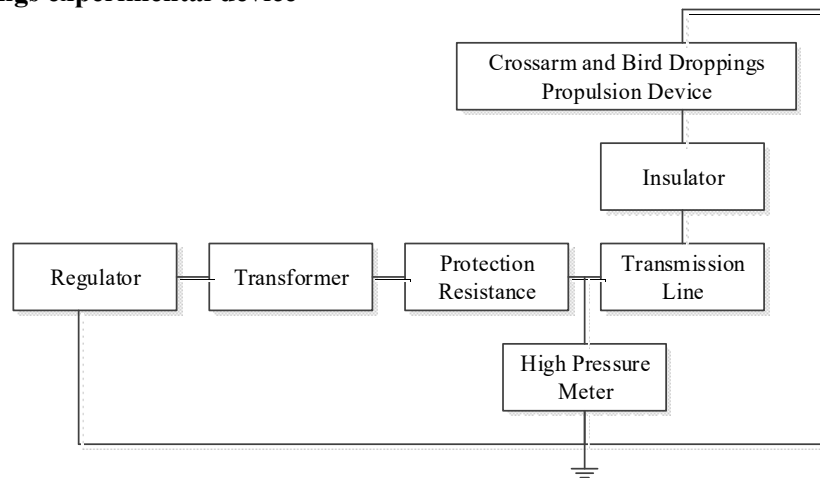 experimental device
Crossarm and Bird Droppings
Propulsion Device
Insulator
Regulator
Transformer
Protection
Resistance
Transmission
Line
High Pressure
Meter